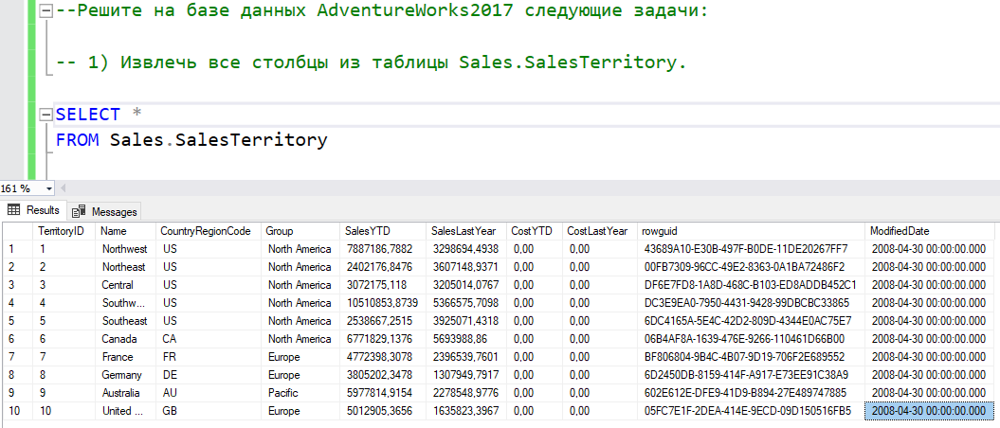 --Решите на базе данных AdventureWorks2017 следующие задачи:
-- 1) Извлечь все столбцы из таблицы Sales.SalesTerritory.
SELECT *
FROM Sales.SalesTerritory
161 %
Results Messages
TerritoryID Name CountryRegionCode Group SalesYTD SalesLastYear CostYTD CostLastYear rowguid ModifiedDate
1 1 Northwest US North America 7887186,7882 3298694,4938 0,00 0,00 43689A10-E30B-497F-B0DE-11DE20267FF7 2008-04-30 00:00:00.000
2 2 Northeast US North America 2402176,8476 3607148,9371 0,00 0,00 00FB7309-96CC-49E2-8363-0A1BA72486F2 2008-04-30 00:00:00.000
3 3 Central US North America 3072175,118 3205014,0767 0,00 0,00 DF6E7FD8-1A8D-468C-B103-ED8ADDB452C1 2008-04-30 00:00:00.000
4 4 Southw... US North America 10510853,8739 5366575,7098 0,00 0,00 DC3E9EA0-7950-4431-9428-99DBCBC33865 2008-04-30 00:00:00.000
5 5 Southeast US North America 2538667,2515 3925071,4318 0,00 0,00 6DC4165A-5E4C-42D2-809D-4344E0AC75E7 2008-04-30 00:00:00.000
6 6 Canada CA North America 6771829,1376 5693988,86 0,00 0,00 06B4AF8A-1639-476E-9266-110461D66B00 2008-04-30 00:00:00.000
7 7 France FR Europe 4772398,3078 2396539,7601 0,00 0,00 BF806804-9B4C-4B07-9D19-706F2E689552 2008-04-30 00:00:00.000
8 8 Germany DE Europe 3805202,3478 1307949,7917 0,00 0,00 6D2450DB-8159-414F-A917-E73EE91C38A9 2008-04-30 00:00:00.000
9 9 Australia AU Pacific 5977814,9154 2278548,9776 0,00 0,00 602E612E-DFE9-41D9-B894-27E489747885 2008-04-30 00:00:00.000
10 10 United ... GB Europe 5012905,3656 1635823,3967 0,00 0,00 05FC7E1F-2DEA-414E-9ECD-09D150516FB5 2008-04-30 00:00:00.000